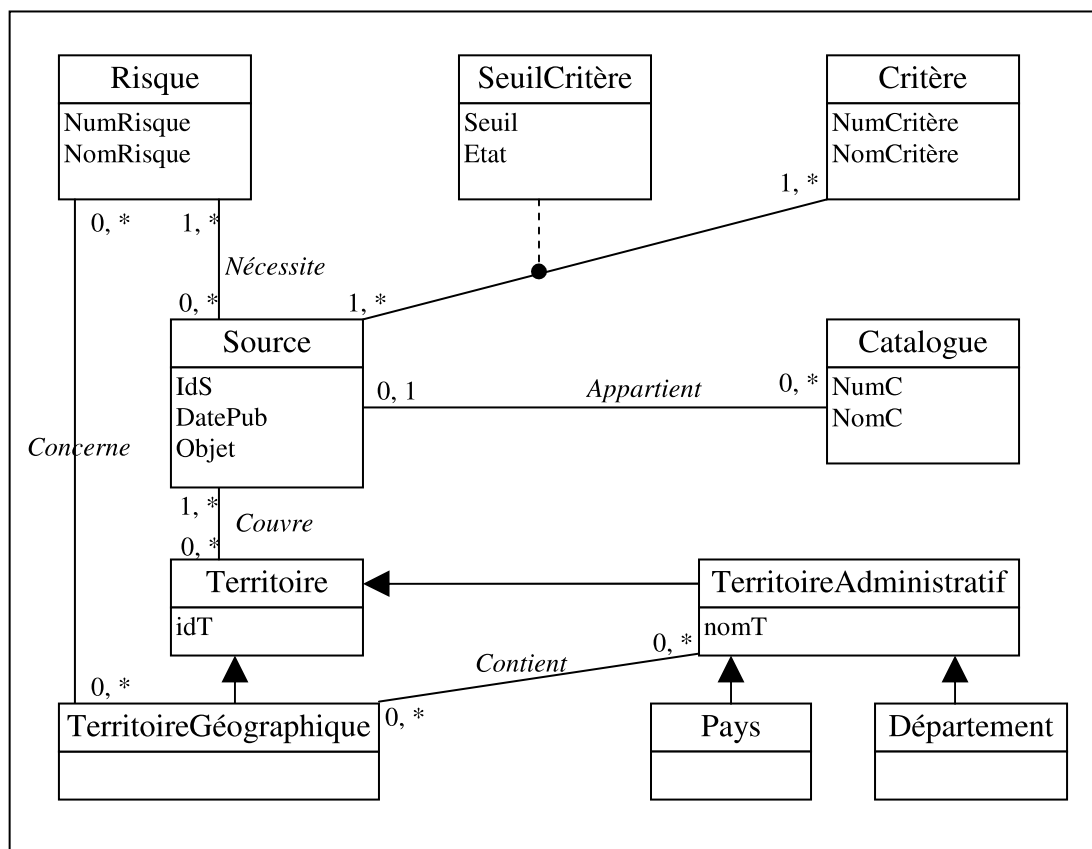 Risque
NumRisque
NomRisque
SeuilCritère
Seuil
Etat
Critère
NumCritère
NomCritère
0, *
1, *
1, *
Nécessite
0, *
1, *
Source
IdS
DatePub
Objet
Catalogue
NumC
NomC
0, 1
Appartient
0, *
Concerne
1, *
Couvre
0, *
Territoire
idT
TerritoireAdministratif
nomT
0, *
Contient
0, *
0, *
TerritoireGéographique
Pays
Département